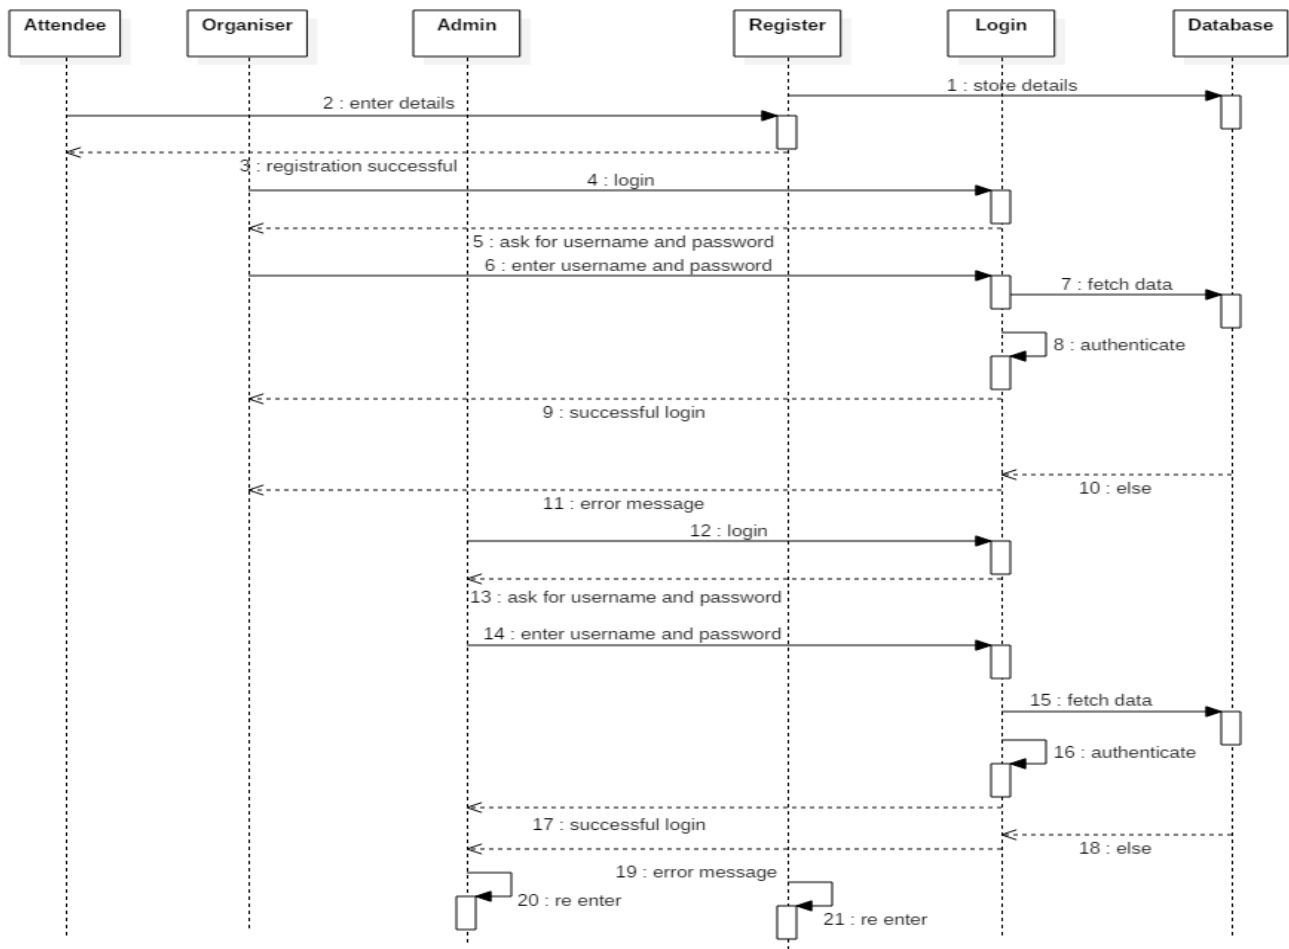 Attendee
Organiser
Admin
Register
Login
Database
1 : store details
2 : enter details
3 : registration successful
4 : login
5 : ask for username and password
6 : enter username and password
7 : fetch data
8 : authenticate
9 : successful login
10 : else
11 : error message
12 : login
13 : ask for username and password
14 : enter username and password
15 : fetch data
16 : authenticate
17 : successful login
18 : else
19 : error message
20 : re enter
21 : re enter